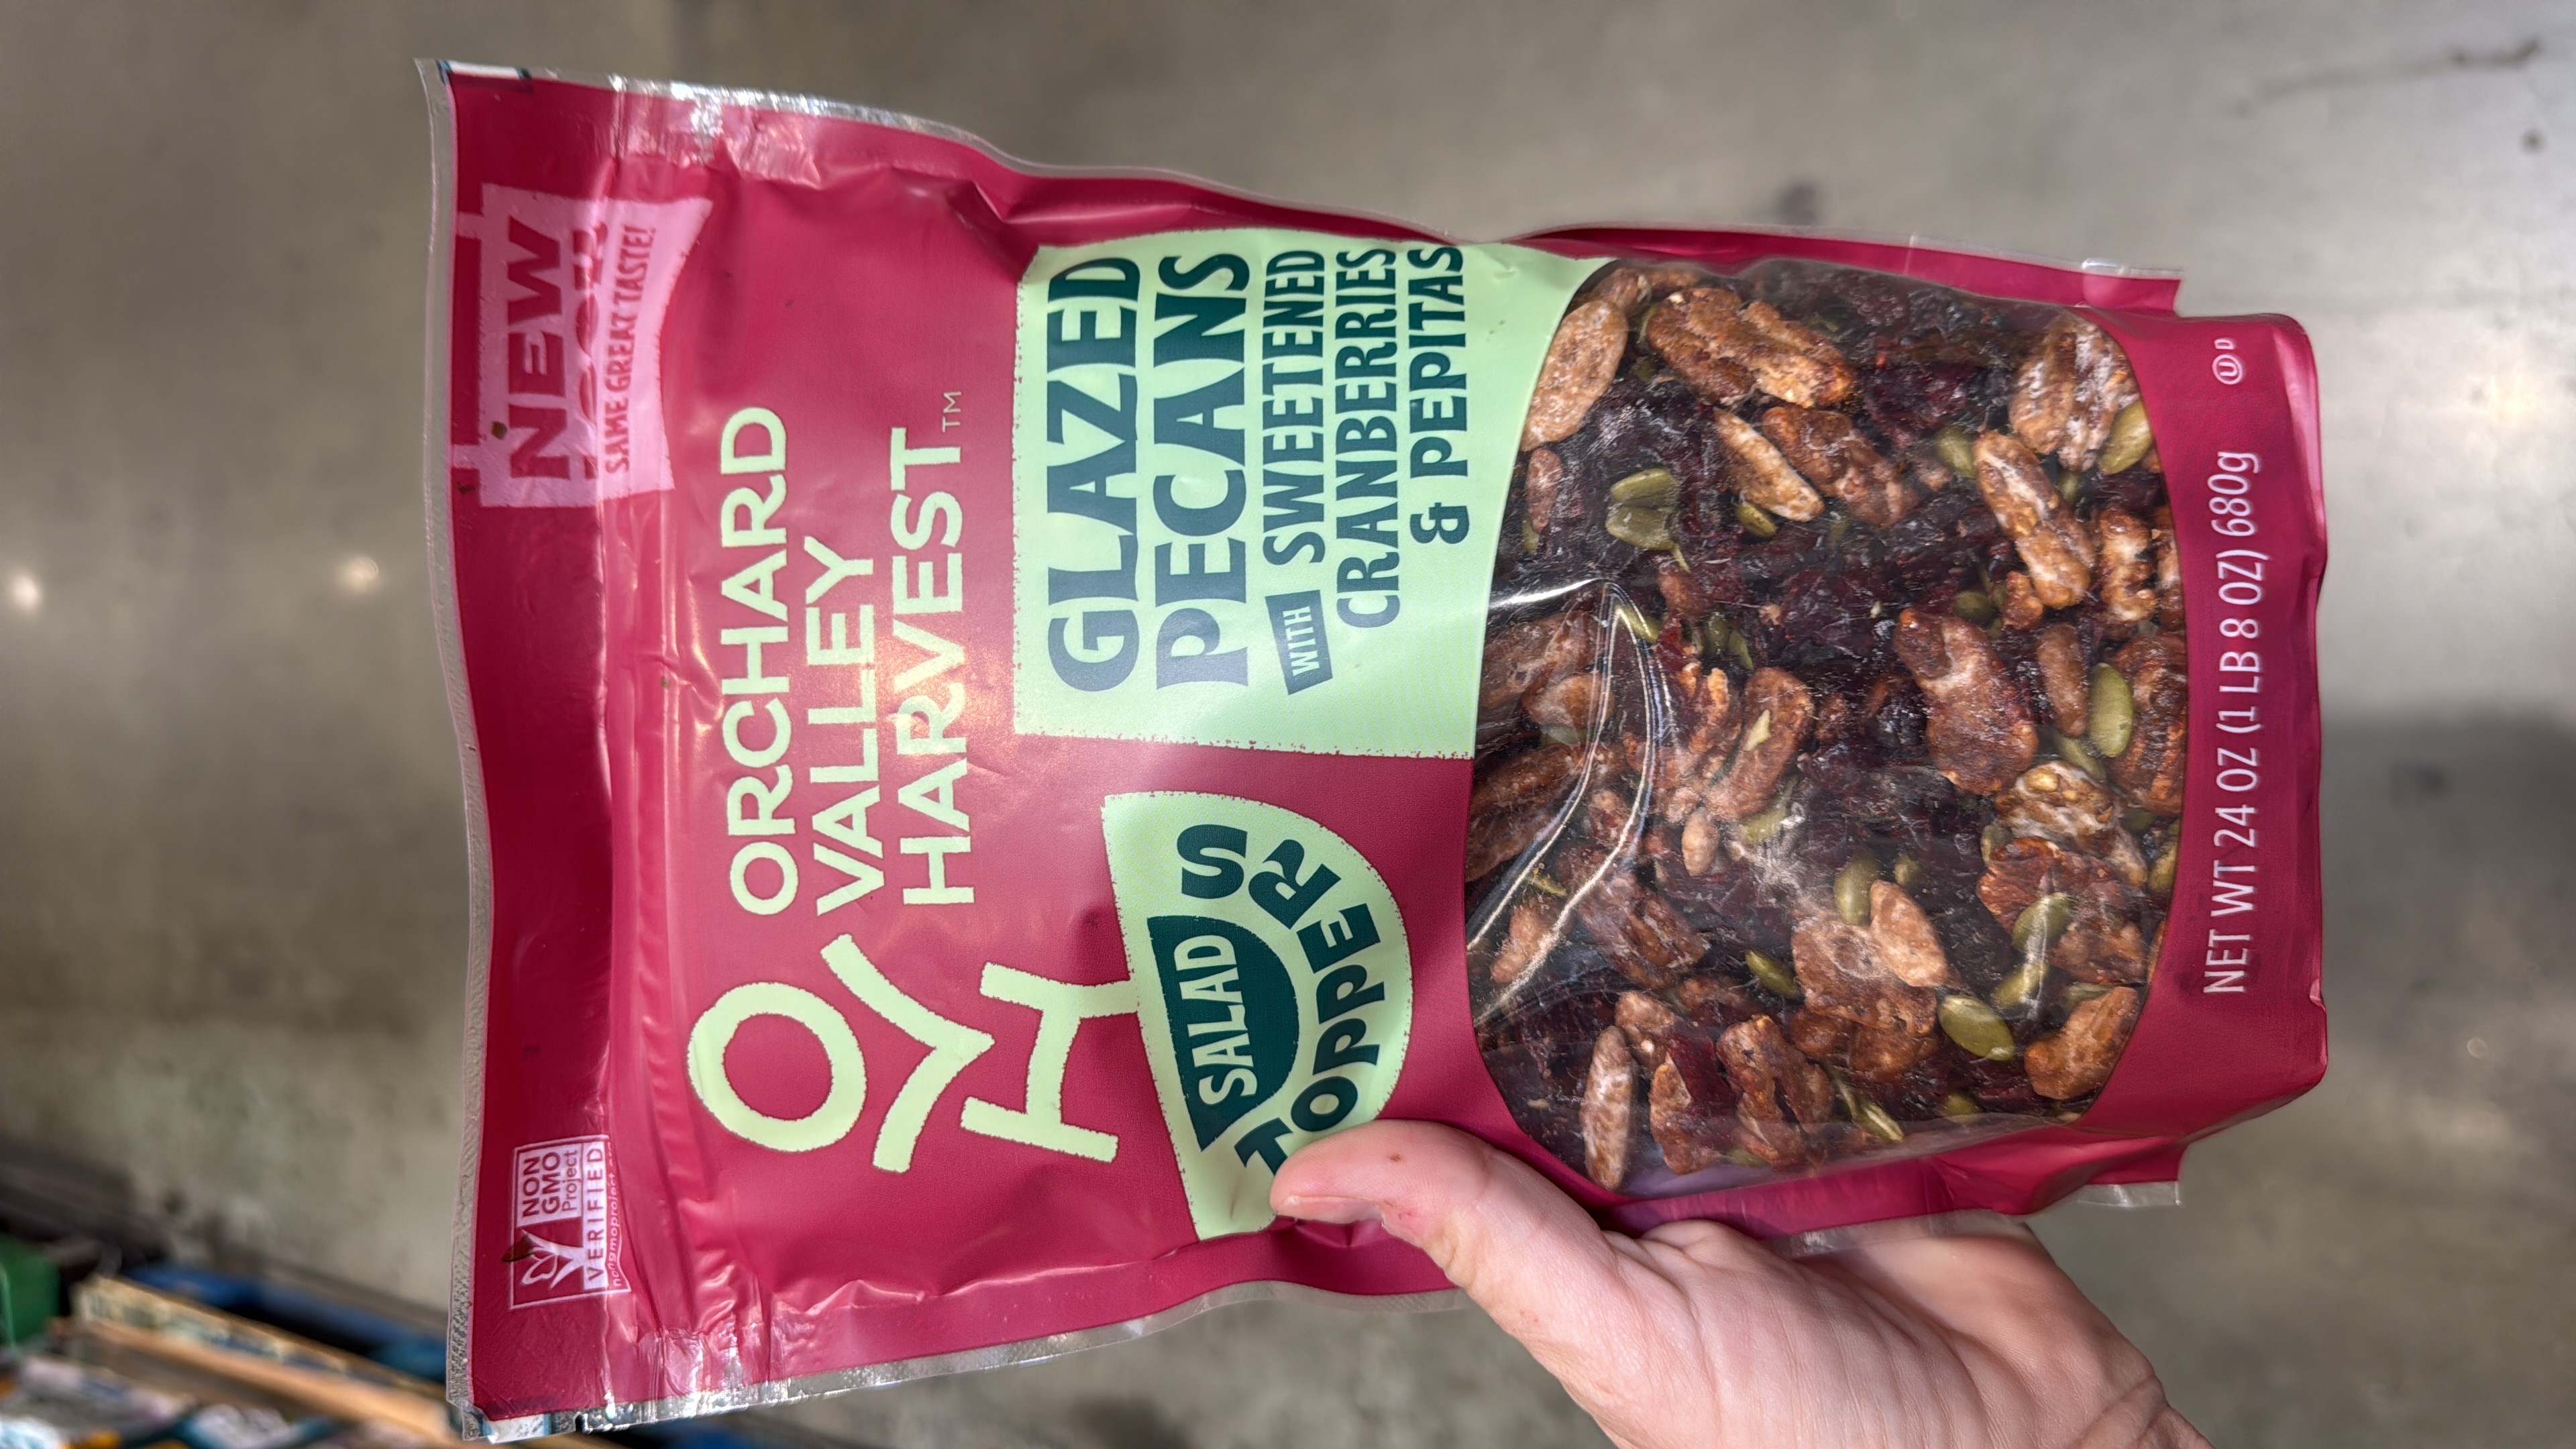 NEW
SAME GREAT TASTE!
NON
GMO
Project
VERIFIED
ORCHARD
VALLEY
HARVEST™
OVH
GLAZED
PECANS
WITH SWEETENED
CRANBERRIES
& PEPITAS
SALAD
TOPPERS
NET WT 24 OZ (1 LB 8 OZ) 680g
U D